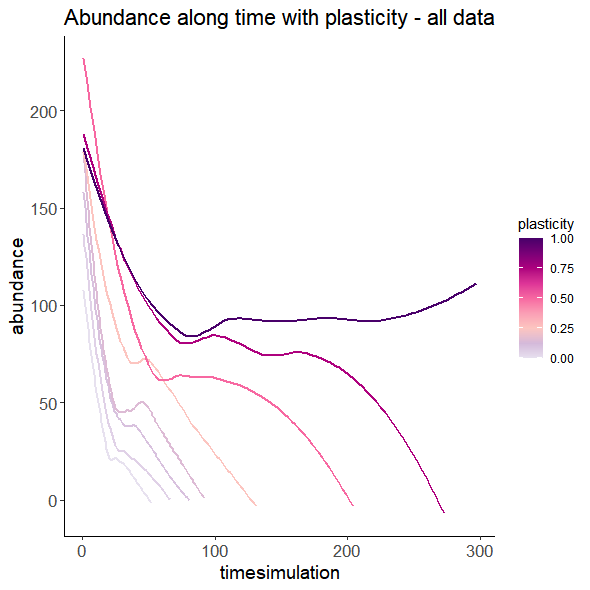 Abundance along time with plasticity - all data
abundance
200
150
100
50
0
0 100 200 300
timesimulation
plasticity
1.00
0.75
0.50
0.25
0.00